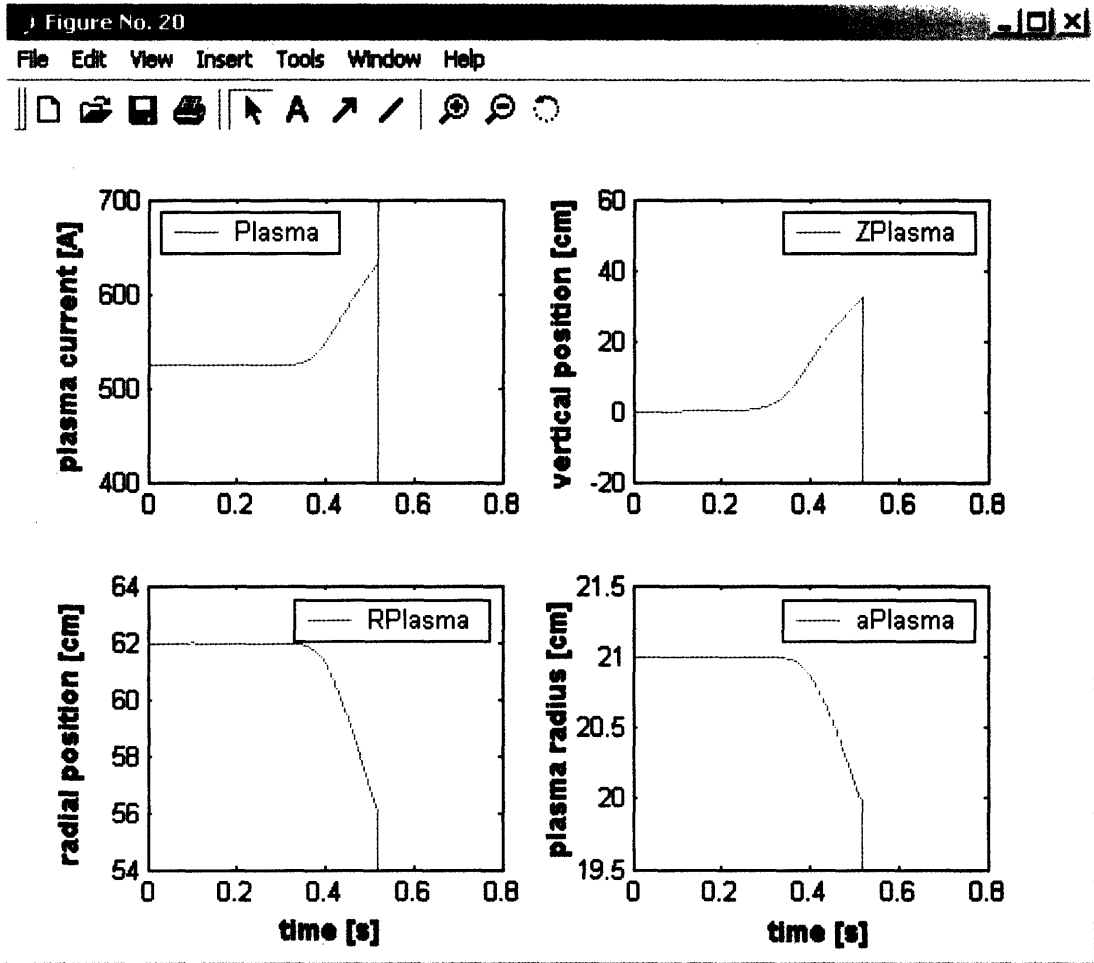 Figure No. 20
File Edit View Insert Tools Window Help
A
700
600
500
400
plasma current [A]
Plasma
0 0.2 0.4 0.6 0.8
60
40
20
0
-20
vertical position [cm]
ZPlasma
0 0.2 0.4 0.6 0.8
64
62
60
58
56
54
radial position [cm]
RPlasma
0 0.2 0.4 0.6 0.8
time [s]
21.5
21
20.5
20
19.5
plasma radius [cm]
aPlasma
0 0.2 0.4 0.6 0.8
time [s]